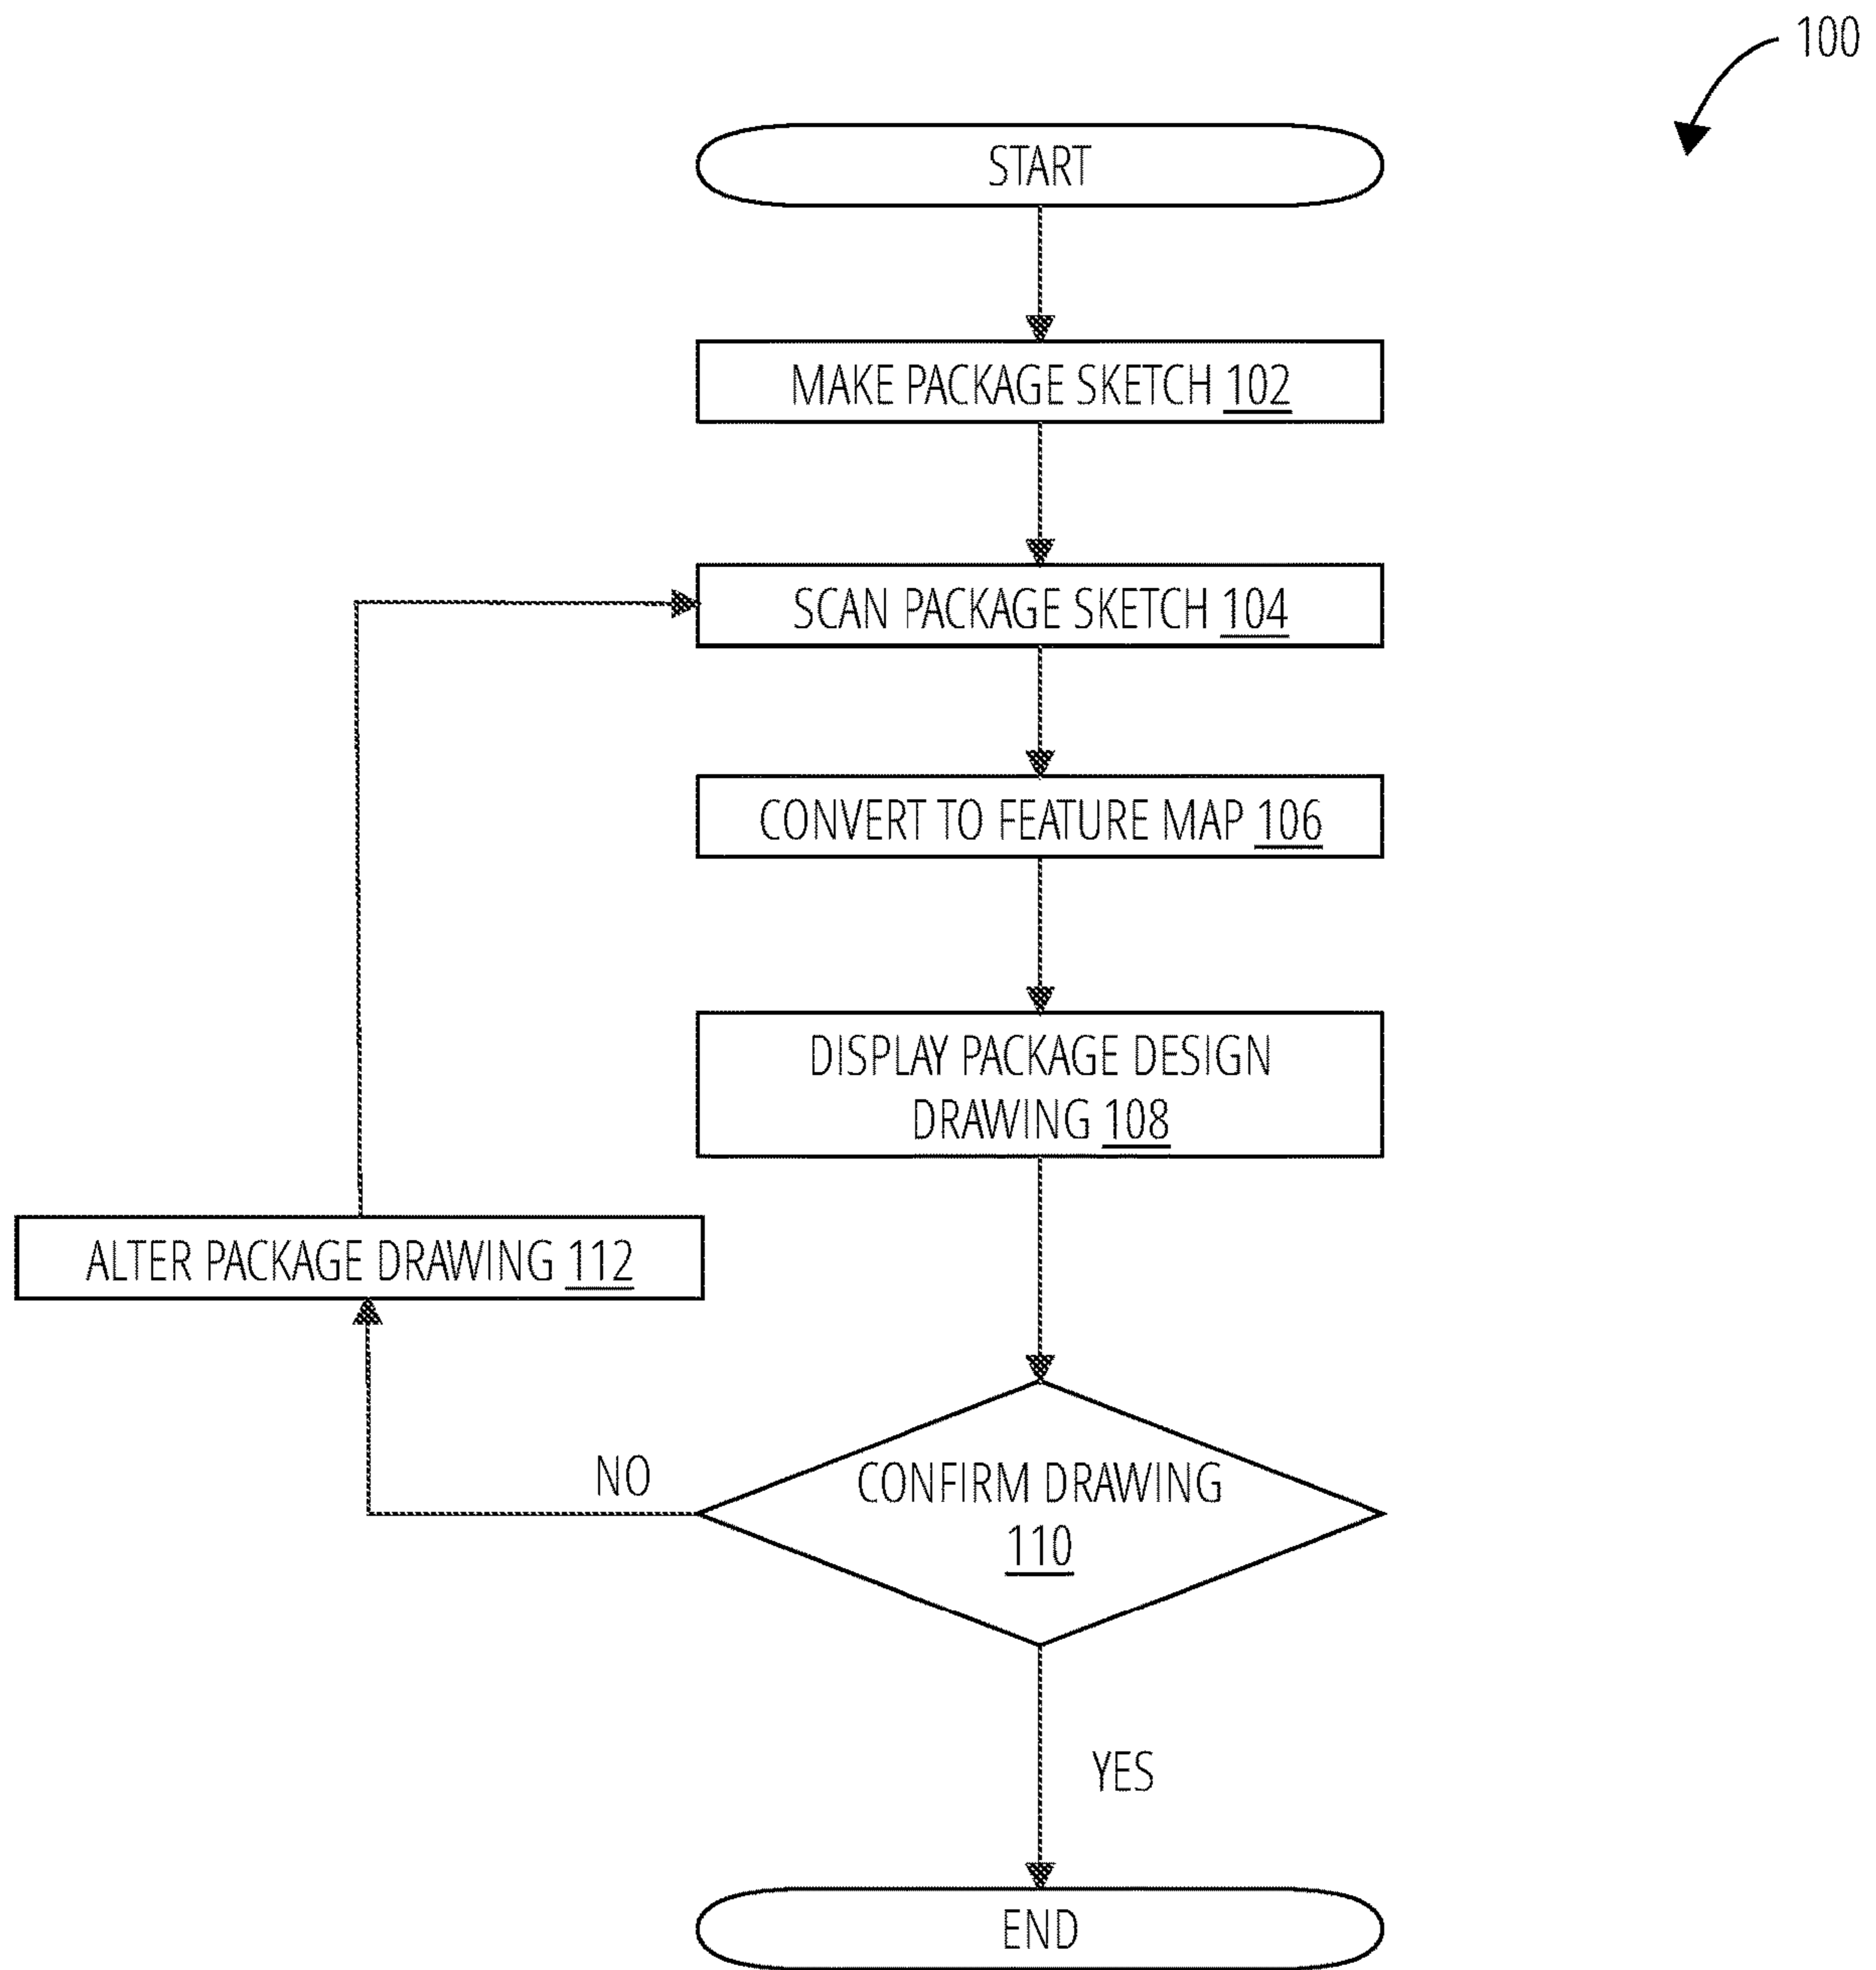 100
START
MAKE PACKAGE SKETCH 102
SCAN PACKAGE SKETCH 104
CONVERT TO FEATURE MAP 106
DISPLAY PACKAGE DESIGN
DRAWING 108
ALTER PACKAGE DRAWING 112
NO
CONFIRM DRAWING
110
YES
END